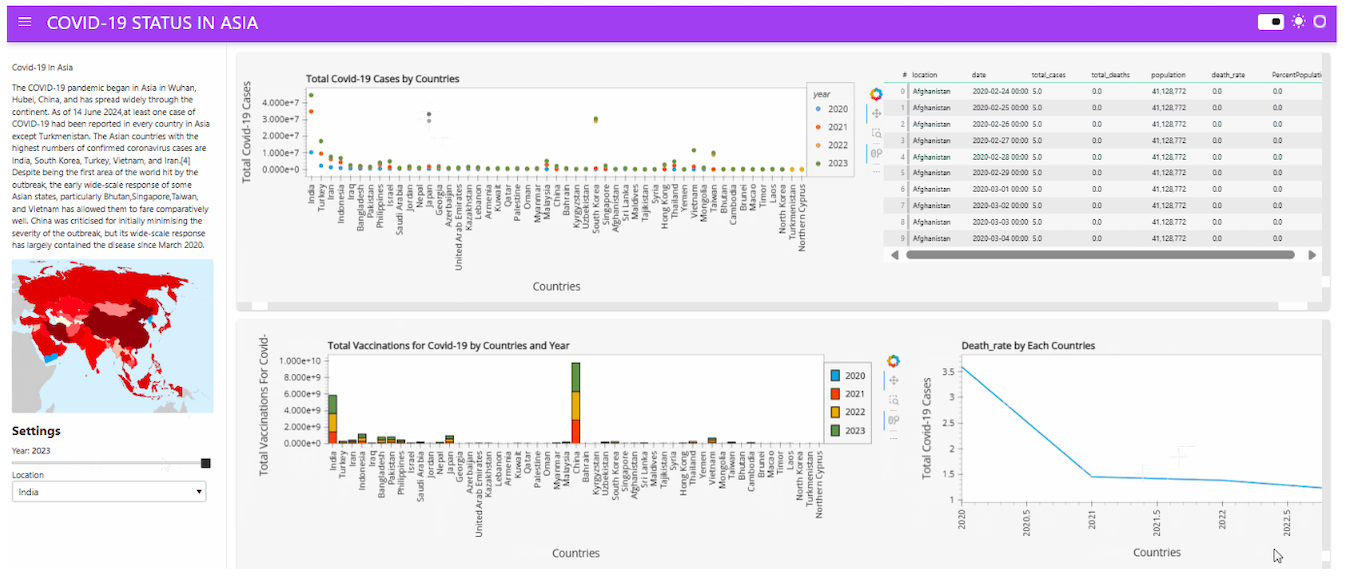 COVID-19 STATUS IN ASIA
Covid-19 In Asia
The COVID-19 pandemic began in Asia in Wuhan,
Hubei, China, and has spread widely through the
continent. As of 14 June 2024,at least one case of
COVID-19 had been reported in every country in Asia
except Turkmenistan. The Asian countries with the
highest numbers of confirmed coronavirus cases are
India, South Korea, Turkey, Vietnam, and Iran.[4]
Despite being the first area of the world hit by the
outbreak, the early wide-scale response of some
Asian states, particularly Bhutan,Singapore,Taiwan,
and Vietnam has allowed them to fare comparatively
well. China was criticised for initially minimising the
severity of the outbreak, but its wide-scale response
has largely contained the disease since March 2020.
Settings
Year: 2023
Location
India
Total Covid-19 Cases by Countries
Total Covid-19 Cases
4.000e+7
3.000e+7
2.000e+7
1.000e+7
0.000e+0
India
Turkey
Iran
Indonesia
Iraq
Bangladesh
Pakistan
Philippines
Israel
Saudi Arabia
Jordan
Nepal
Japan
Georgia
Azerbaijan
United Arab Emirates
Kazakhstan
Lebanon
Armenia
Kuwait
Qatar
Palestine
Oman
Myanmar
Malaysia
China
Bahrain
Kyrgyzstan
Uzbekistan
South Korea
Singapore
Afghanistan
Sri Lanka
Maldives
Tajikistan
Syria
Hong Kong
Thailand
Yemen
Vietnam
Mongolia
Taiwan
Bhutan
Cambodia
Brunei
Macao
Timor
Laos
North Korea
Turkmenistan
Northern Cyprus
Countries
year
2020
2021
2022
2023
# location date total_cases total_deaths population death_rate PercentPopulati
0 Afghanistan 2020-02-24 00:00 5.0 0.0 41,128,772 0.0 0.0
1 Afghanistan 2020-02-25 00:00 5.0 0.0 41,128,772 0.0 0.0
2 Afghanistan 2020-02-26 00:00 5.0 0.0 41,128,772 0.0 0.0
3 Afghanistan 2020-02-27 00:00 5.0 0.0 41,128,772 0.0 0.0
4 Afghanistan 2020-02-28 00:00 5.0 0.0 41,128,772 0.0 0.0
5 Afghanistan 2020-02-29 00:00 5.0 0.0 41,128,772 0.0 0.0
6 Afghanistan 2020-03-01 00:00 5.0 0.0 41,128,772 0.0 0.0
7 Afghanistan 2020-03-02 00:00 5.0 0.0 41,128,772 0.0 0.0
8 Afghanistan 2020-03-03 00:00 5.0 0.0 41,128,772 0.0 0.0
9 Afghanistan 2020-03-04 00:00 5.0 0.0 41,128,772 0.0 0.0
Total Vaccinations for Covid-19 by Countries and Year
Total Vaccinations For Covid-
1.000e+10
8.000e+9
6.000e+9
4.000e+9
2.000e+9
0.000e+0
India
Turkey
Iran
Indonesia
Iraq
Bangladesh
Pakistan
Philippines
Israel
Saudi Arabia
Jordan
Nepal
Japan
Georgia
Azerbaijan
United Arab Emirates
Kazakhstan
Lebanon
Armenia
Kuwait
Qatar
Palestine
Oman
Myanmar
Malaysia
China
Bahrain
Kyrgyzstan
Uzbekistan
South Korea
Singapore
Afghanistan
Sri Lanka
Maldives
Tajikistan
Syria
Hong Kong
Thailand
Yemen
Vietnam
Mongolia
Taiwan
Bhutan
Cambodia
Brunei
Macao
Timor
Laos
North Korea
Turkmenistan
Northern Cyprus
Countries
2020
2021
2022
2023
Death_rate by Each Countries
Total Covid-19 Cases
3.5
3
2.5
2
1.5
1
2020
2020.5
2021
2021.5
2022
2022.5
Countries